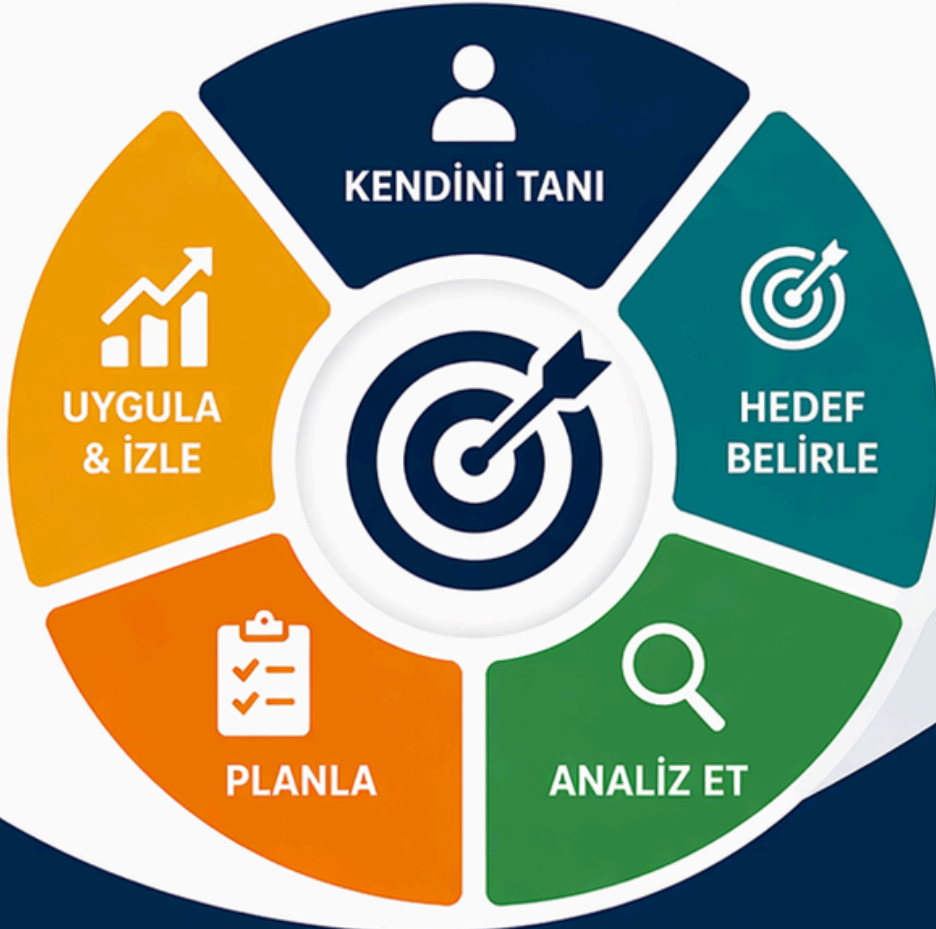 KENDİNİ TANI
HEDEF
BELİRLE
ANALİZ ET
PLANLA
UYGULA
& İZLE